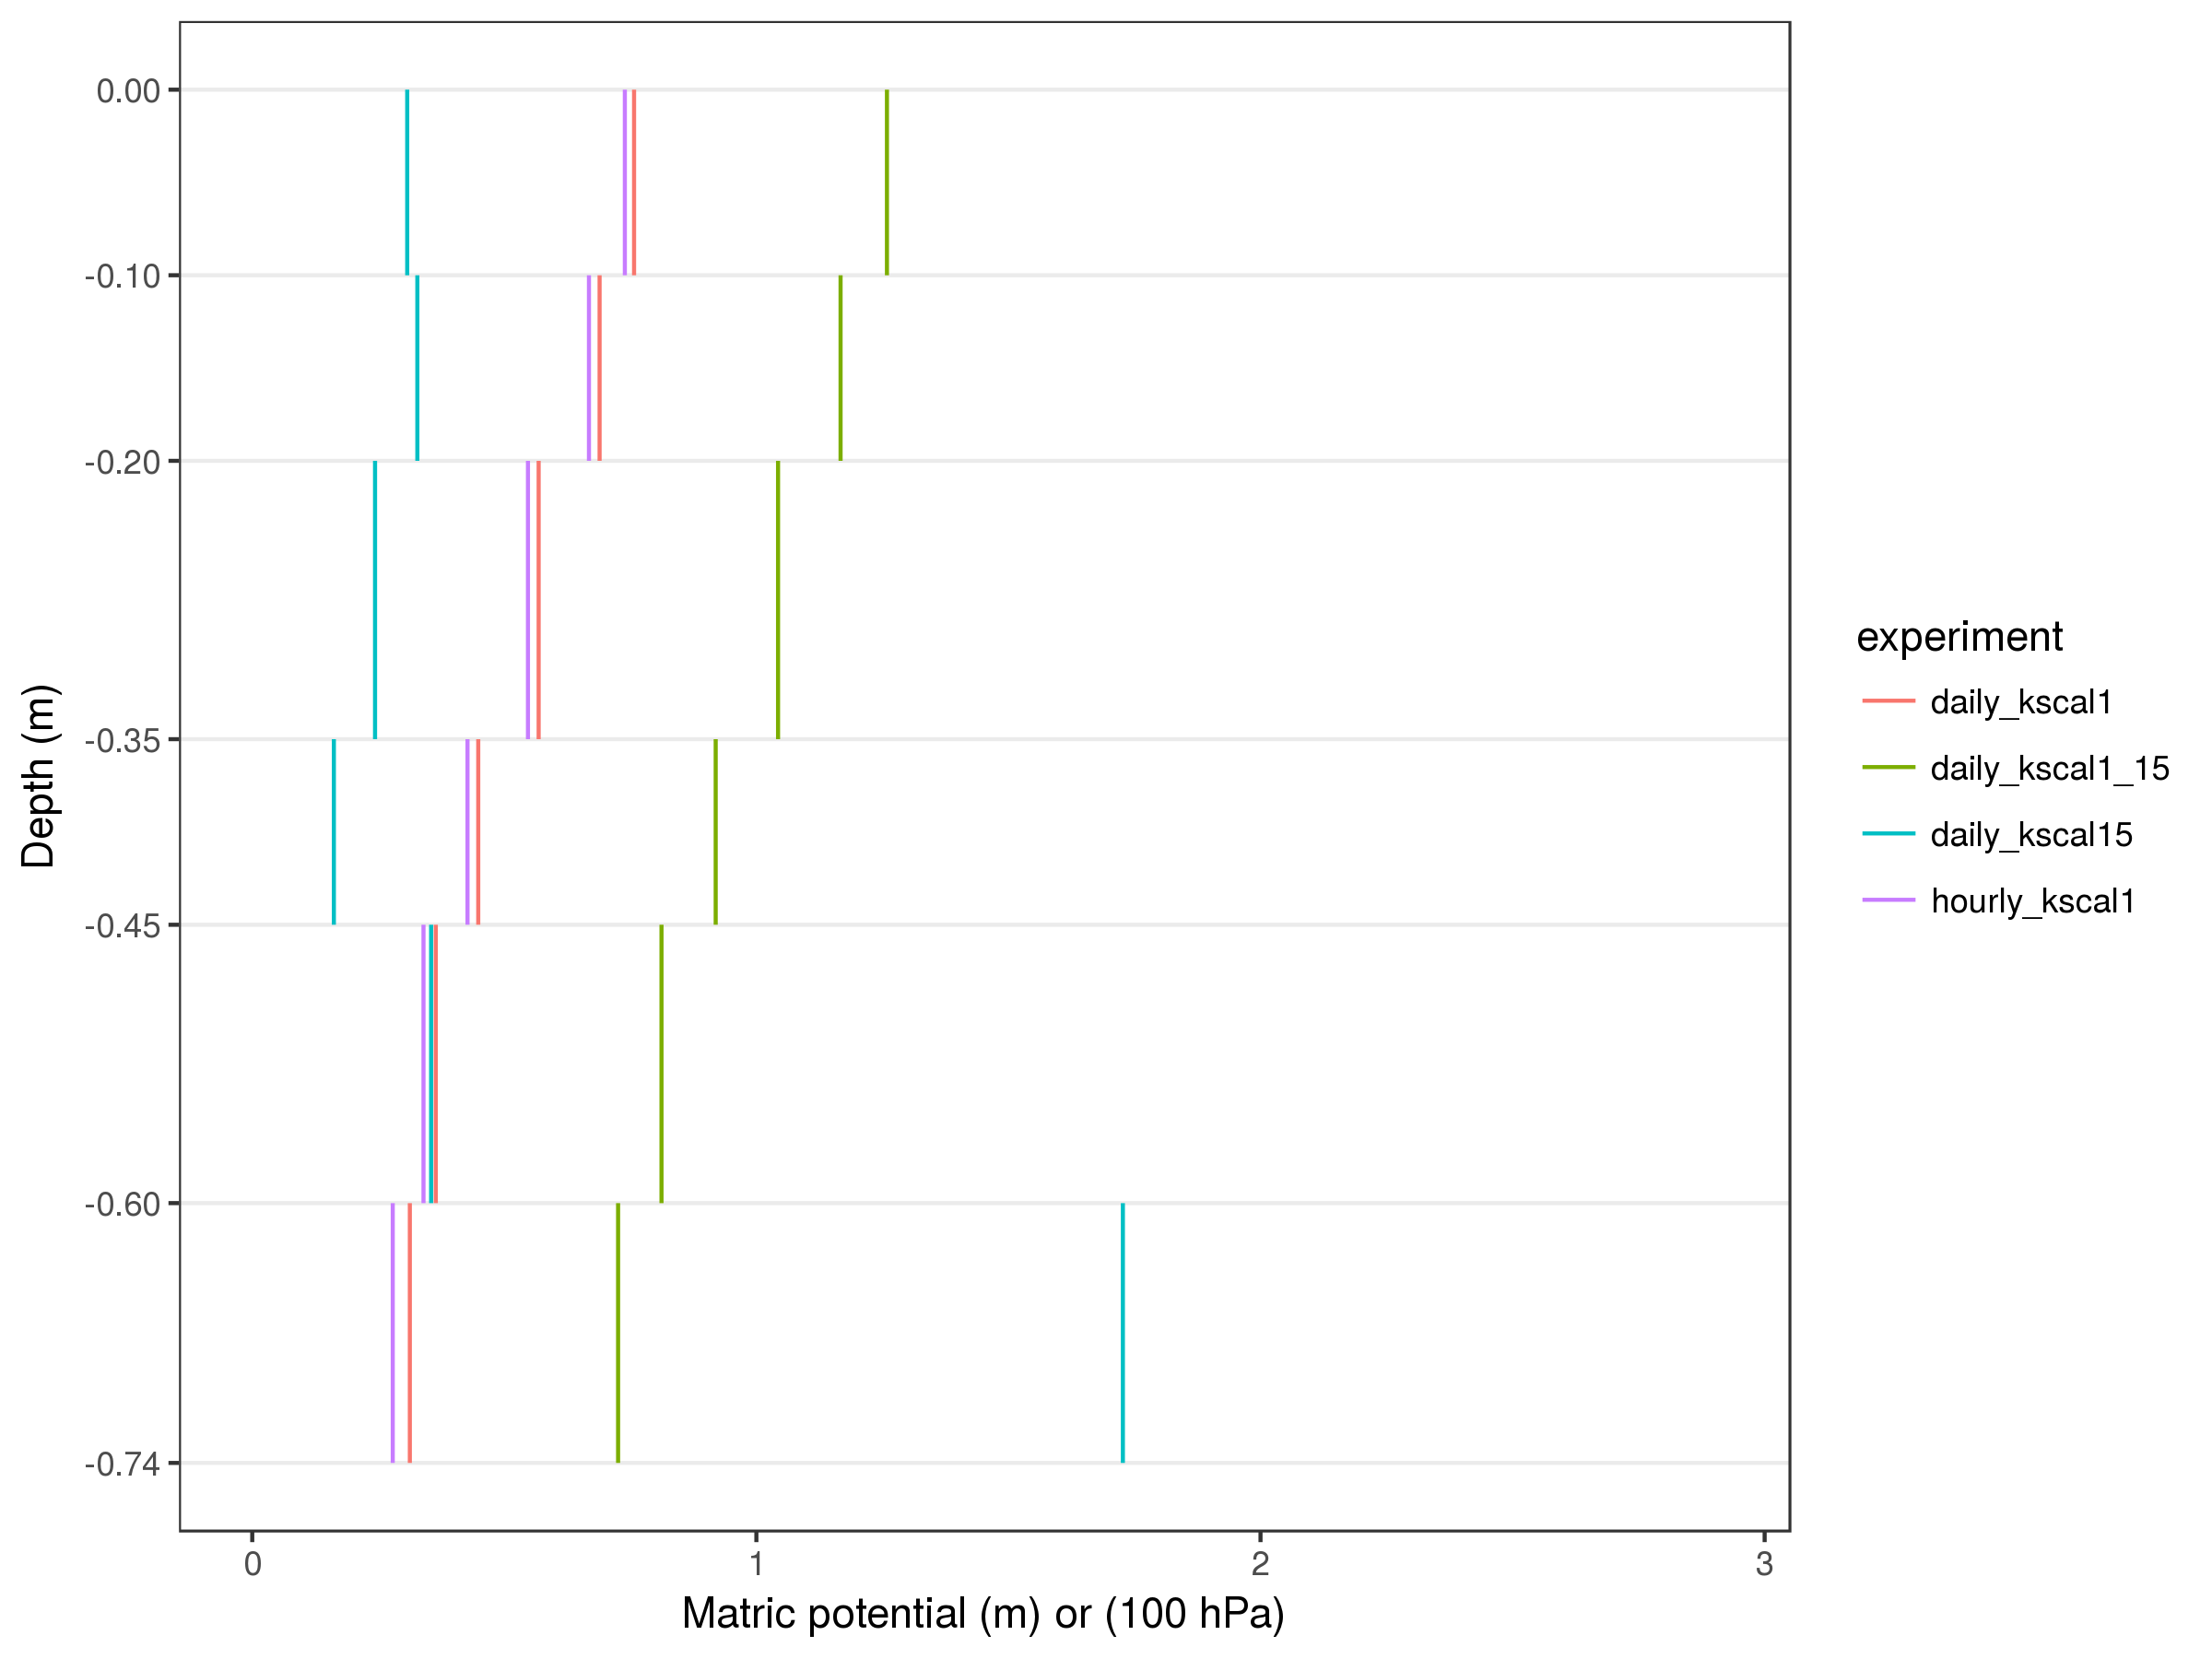 0.00
-0.10
-0.20
-0.35
-0.45
-0.60
-0.74
Depth (m)
0 1 2 3
Matric potential (m) or (100 hPa)
experiment
daily_kscal1
daily_kscal1_15
daily_kscal15
hourly_kscal1